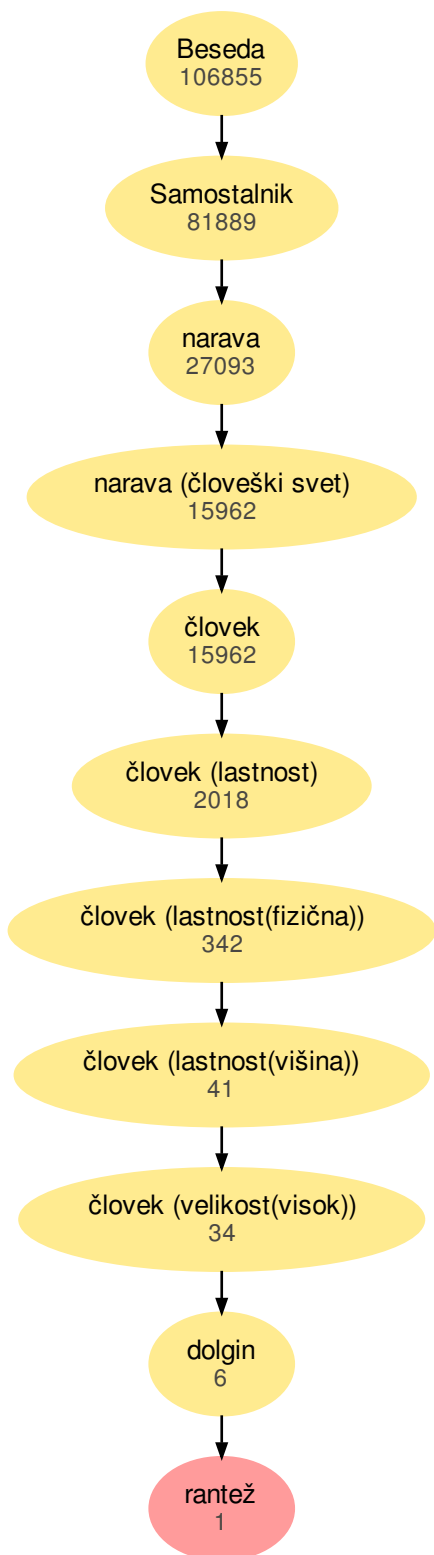 Beseda
106855
Samostalnik
81889
narava
27093
narava (človeški svet)
15962
človek
15962
človek (lastnost)
2018
človek (lastnost(fizična))
342
človek (lastnost(višina))
41
človek (velikost(visok))
34
dolgin
6
rantež
1